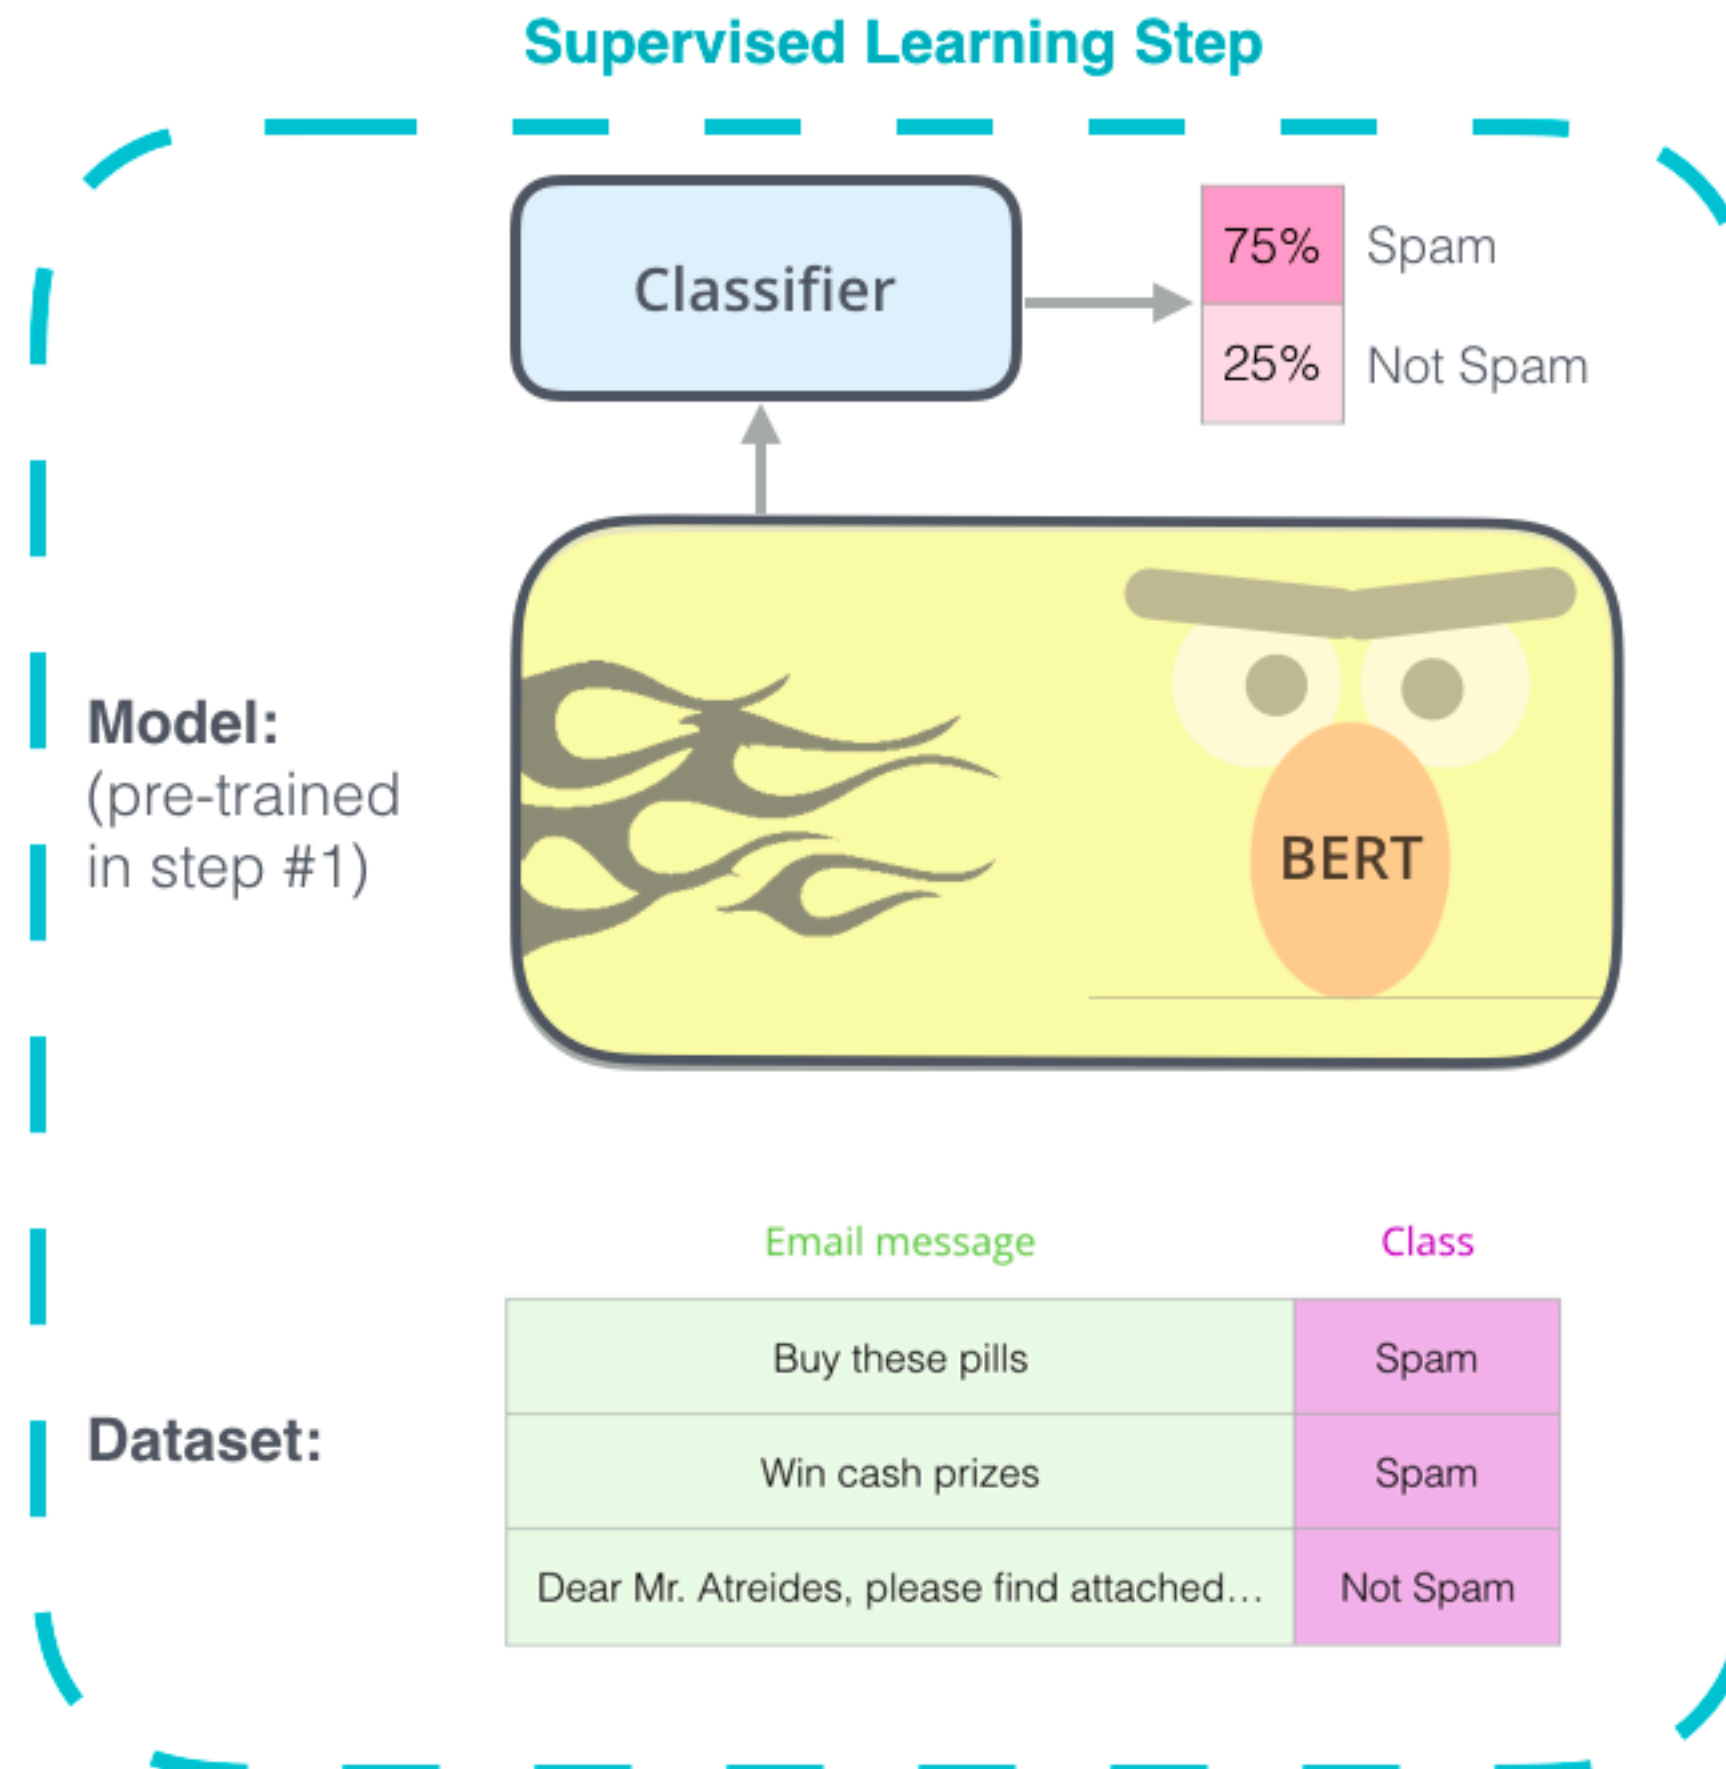 Supervised Learning Step
Classifier
75% Spam
25% Not Spam
Model:
(pre-trained
in step #1)
BERT
Email message Class
Buy these pills Spam
Win cash prizes Spam
Dataset:
Dear Mr. Atreides, please find attached... Not Spam